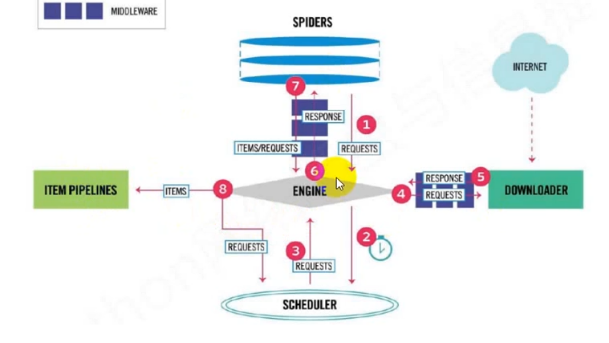 MIDDLEWARE
SPIDERS
INTERNET
7
RESPONSE
1
ITEMS/REQUESTS
REQUESTS
6
8
ITEM PIPELINES
ITEMS
ENGINE
4
RESPONSE
5
REQUESTS
DOWNLOADER
REQUESTS
3
REQUESTS
2
SCHEDULER